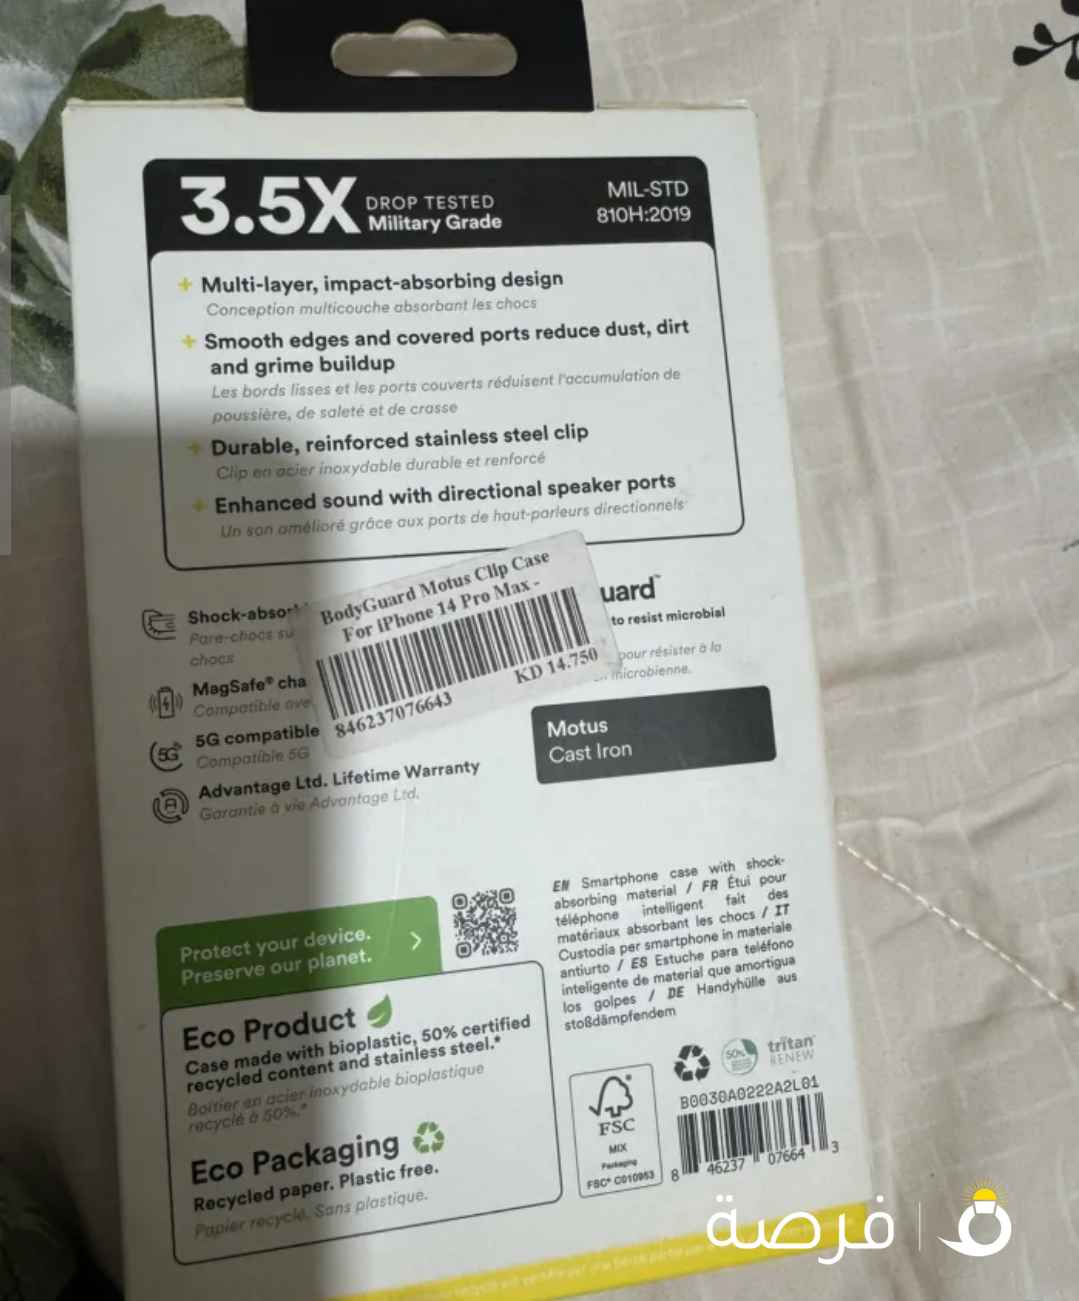 3.5X DROP TESTED
Military Grade
MIL-STD
810H:2019
+ Multi-layer, impact-absorbing design
Conception multicouche absorbant les chocs
+ Smooth edges and covered ports reduce dust, dirt
and grime buildup
Les bords lisses et les ports couverts réduisent l'accumulation de
poussière, de saleté et de crasse
+ Durable, reinforced stainless steel clip
Clip en acier inoxydable durable et renforcé
+ Enhanced sound with directional speaker ports
Un son amélioré grâce aux ports de haut-parleurs directionnels
BodyGuard Motus Clip Case
For iPhone 14 Pro Max -
KD 14.750
846237076643
Pare-chocs su
chocs
MagSafe® cha
Compatible ave
5G
5G compatible
Compatible 5G
Advantage Ltd. Lifetime Warranty
Garantie à vie Advantage Ltd.
uard™
to resist microbial
pour résister à la
microbienne.
Motus
Cast Iron
Protect your device.
Preserve our planet.
Eco Product
Case made with bioplastic, 50% certified
recycled content and stainless steel.*
Boîtier en acier inoxydable bioplastique
recyclé à 50%.*
Eco Packaging
Recycled paper. Plastic free.
Papier recyclé. Sans plastique.
EN Smartphone case with shock-
absorbing material / FR Étui pour
téléphone intelligent fait des
matériaux absorbant les chocs / IT
Custodia per smartphone in materiale
antiurto / ES Estuche para teléfono
inteligente de material que amortigua
los golpes / DE Handyhülle aus
stoßdämpfendem
50%
tritan
RENEW
FSC
MIX
Packaging
FSC® C010953
B0030A0222A2L01
8 46237 07664 3
فرصة